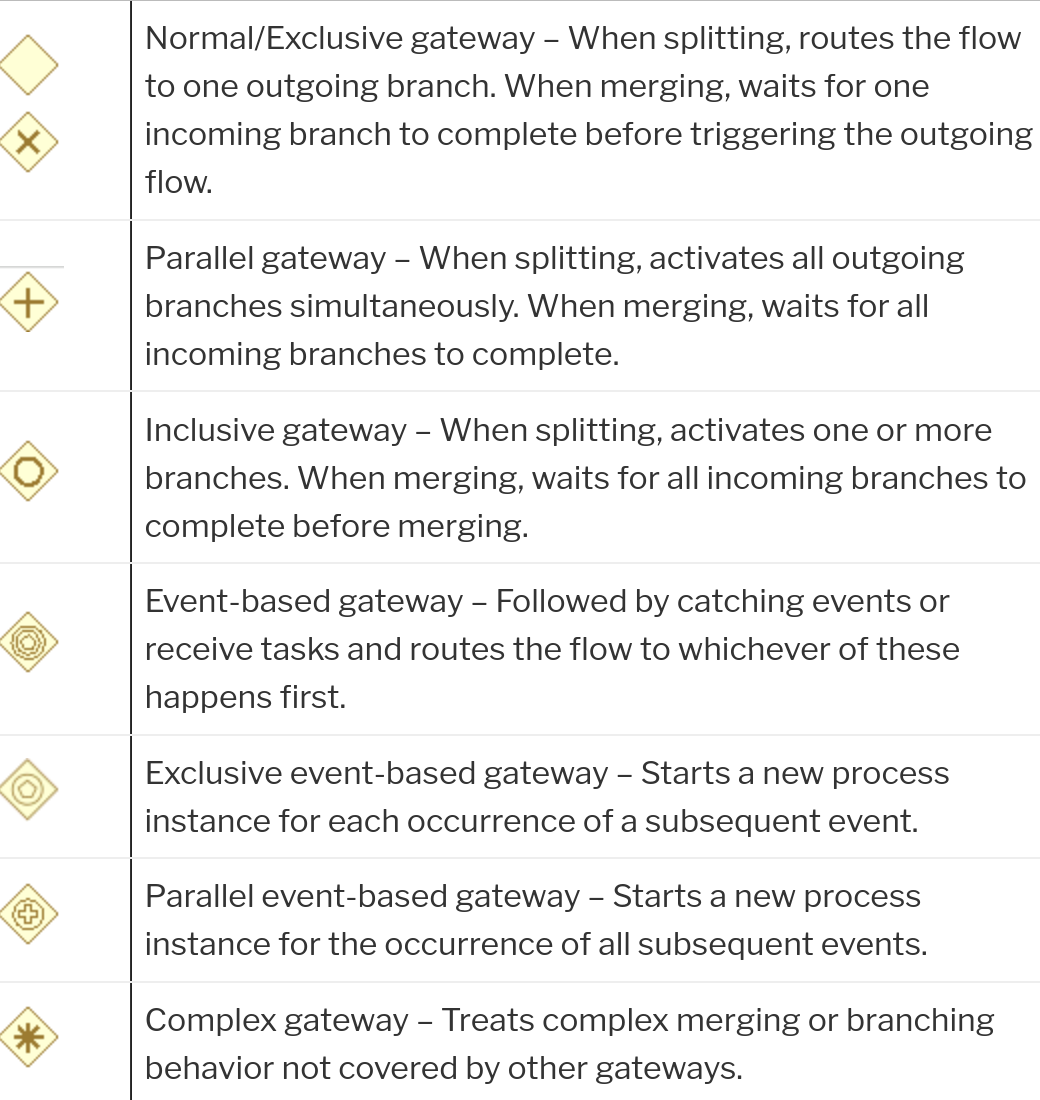 Normal/Exclusive gateway – When splitting, routes the flow
to one outgoing branch. When merging, waits for one
incoming branch to complete before triggering the outgoing
flow.
Parallel gateway – When splitting, activates all outgoing
branches simultaneously. When merging, waits for all
incoming branches to complete.
Inclusive gateway – When splitting, activates one or more
branches. When merging, waits for all incoming branches to
complete before merging.
Event-based gateway – Followed by catching events or
receive tasks and routes the flow to whichever of these
happens first.
Exclusive event-based gateway – Starts a new process
instance for each occurrence of a subsequent event.
Parallel event-based gateway – Starts a new process
instance for the occurrence of all subsequent events.
Complex gateway – Treats complex merging or branching
behavior not covered by other gateways.